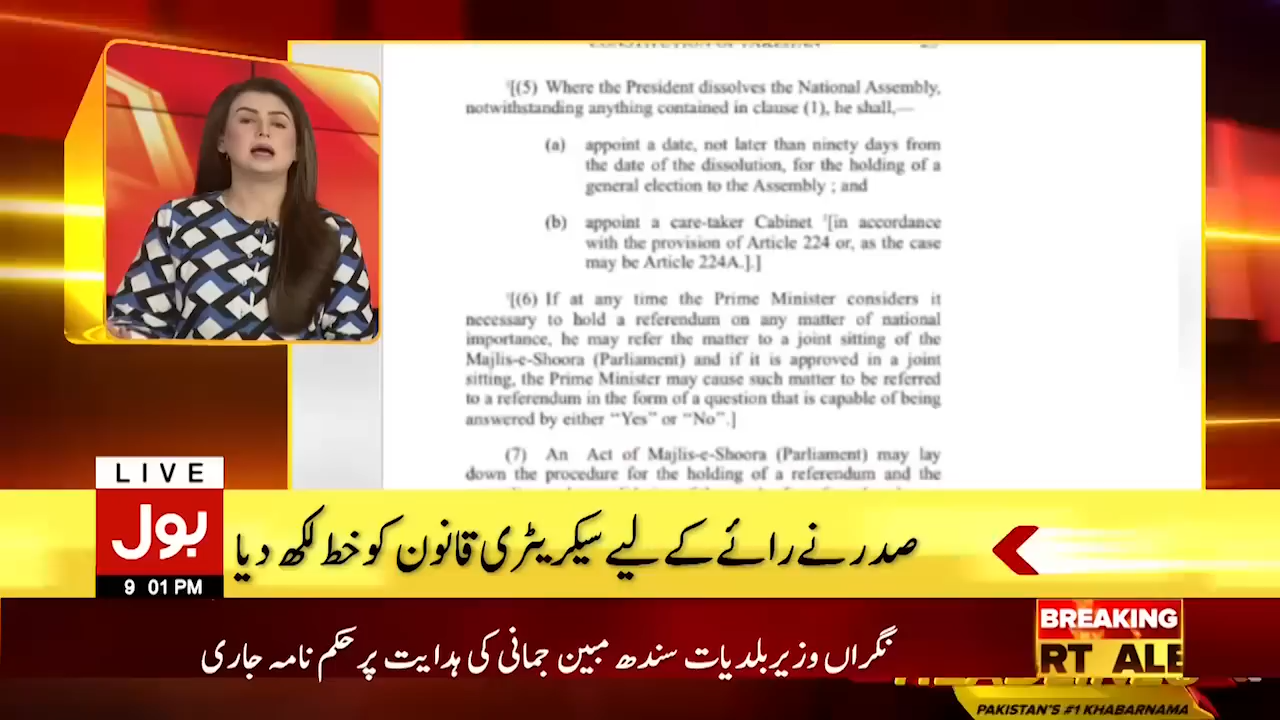 CONSTITUTION OF PAKISTAN
¹[(5) Where the President dissolves the National Assembly,
notwithstanding anything contained in clause (1), he shall,—
(a) appoint a date, not later than ninety days from
the date of the dissolution, for the holding of a
general election to the Assembly ; and
(b) appoint a care-taker Cabinet ¹[in accordance
with the provision of Article 224 or, as the case
may be Article 224A.].]
¹[(6) If at any time the Prime Minister considers it
necessary to hold a referendum on any matter of national
importance, he may refer the matter to a joint sitting of the
Majlis-e-Shoora (Parliament) and if it is approved in a joint
sitting, the Prime Minister may cause such matter to be referred
to a referendum in the form of a question that is capable of being
answered by either “Yes” or “No”.]
(7) An Act of Majlis-e-Shoora (Parliament) may lay
down the procedure for the holding of a referendum and the
LIVE
بول
9 01 PM
صدر نے رائے کے لیے سیکریٹری قانون کو خط لکھ دیا
نگراں وزیر بلدیات سندھ مبین جمانی کی ہدایت پر حکم نامہ جاری
BREAKING
RT ALE
PAKISTAN'S #1 KHABARNAMA